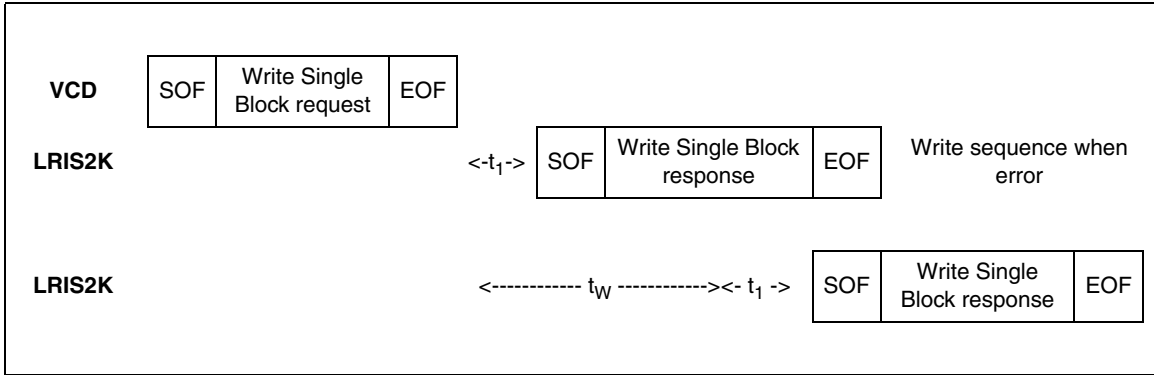 VCD SOF Write Single EOF
Block request
LRIS2K <-t1-> SOF Write Single Block EOF Write sequence when
response error
LRIS2K <------------ tW ------------><- t1 -> SOF Write Single EOF
Block response